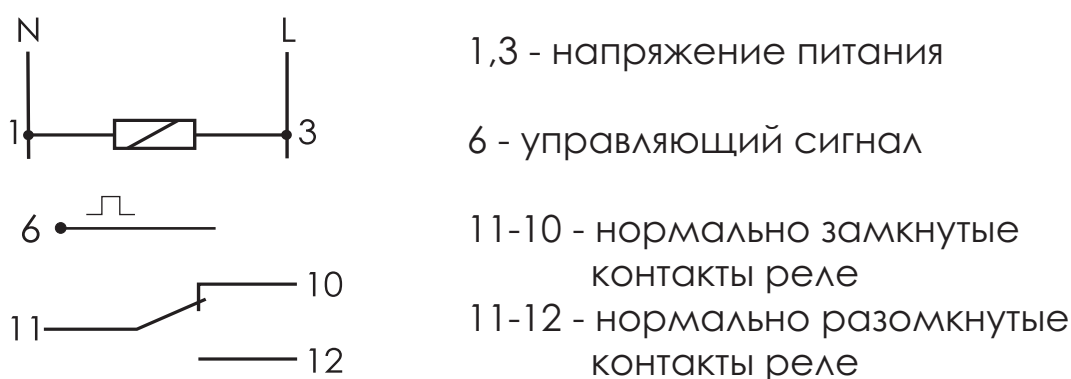 N L
1,3 - напряжение питания
1 3
6 - управляющий сигнал
6
11-10 - нормально замкнутые
контакты реле
10
11
11-12 - нормально разомкнутые
12
контакты реле